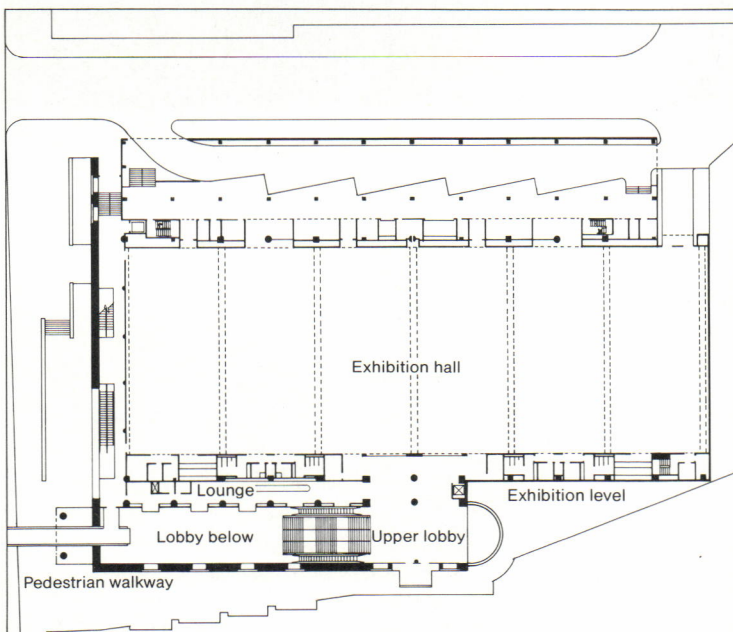 Exhibition hall
Lounge
Exhibition level
Lobby below
Upper lobby
Pedestrian walkway